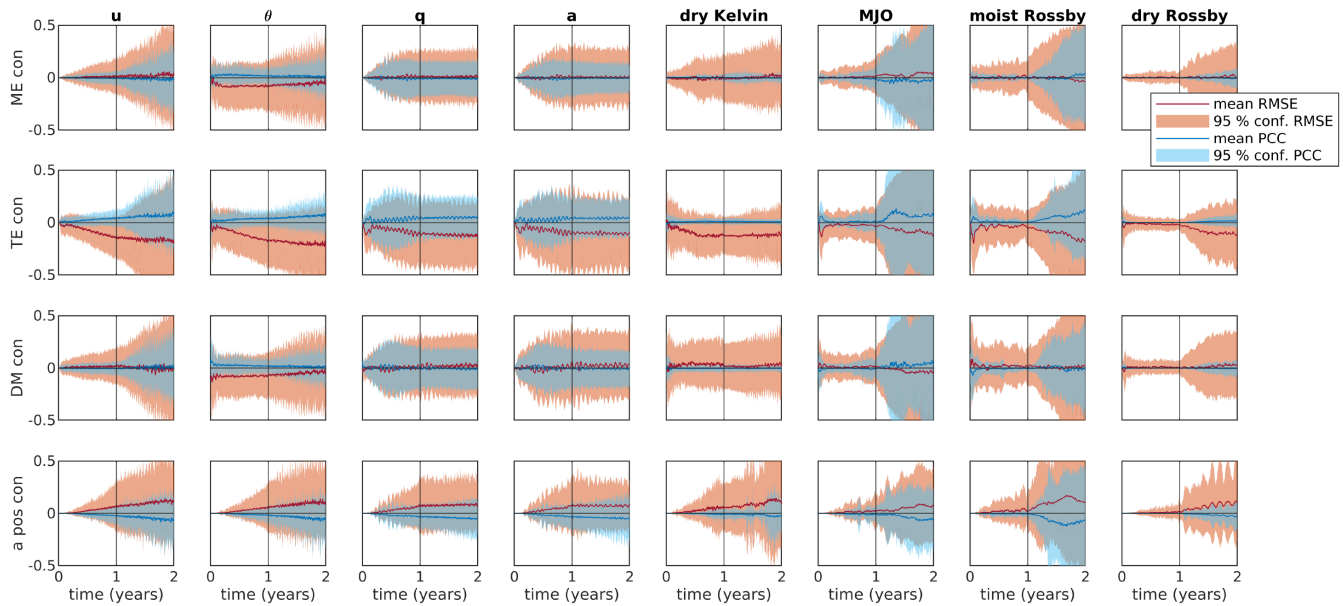 u θ q a dry Kelvin MJO moist Rossby dry Rossby
ME con
0.5
0
-0.5
mean RMSE
95 % conf. RMSE
mean PCC
95 % conf. PCC
TE con
0.5
0
-0.5
DM con
0.5
0
-0.5
a pos con
0.5
0
-0.5
0 1 2 0 1 2 0 1 2 0 1 2 0 1 2 0 1 2 0 1 2 0 1 2
time (years) time (years) time (years) time (years) time (years) time (years) time (years) time (years)